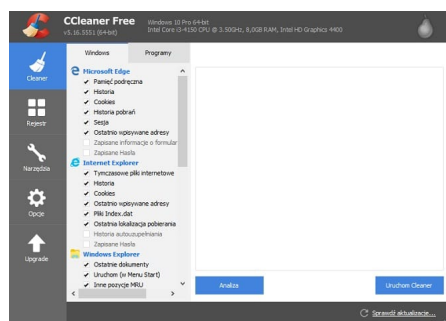 CCleaner Free
v5.16.5551 (64-bit)
Windows 10 Pro 64-bit
Intel Core i3-4150 CPU @ 3.50GHz, 8,0GB RAM, Intel HD Graphics 4400
Cleaner
Rejestr
Narzędzia
Opcje
Upgrade
Windows
Programy
Microsoft Edge
Pamięć podręczna
Historia
Cookies
Historia pobrań
Sesja
Ostatnio wpisywane adresy
Zapisane informacje o formular
Zapisane Hasła
Internet Explorer
Tymczasowe pliki internetowe
Historia
Cookies
Ostatnio wpisywane adresy
Pliki Index.dat
Ostatnia lokalizacja pobierania
Historia autouzupełniania
Zapisane Hasła
Windows Explorer
Ostatnie dokumenty
Uruchom (w Menu Start)
Inne pozycje MRU
Analiza
Uruchom Cleaner
Sprawdź aktualizacje...